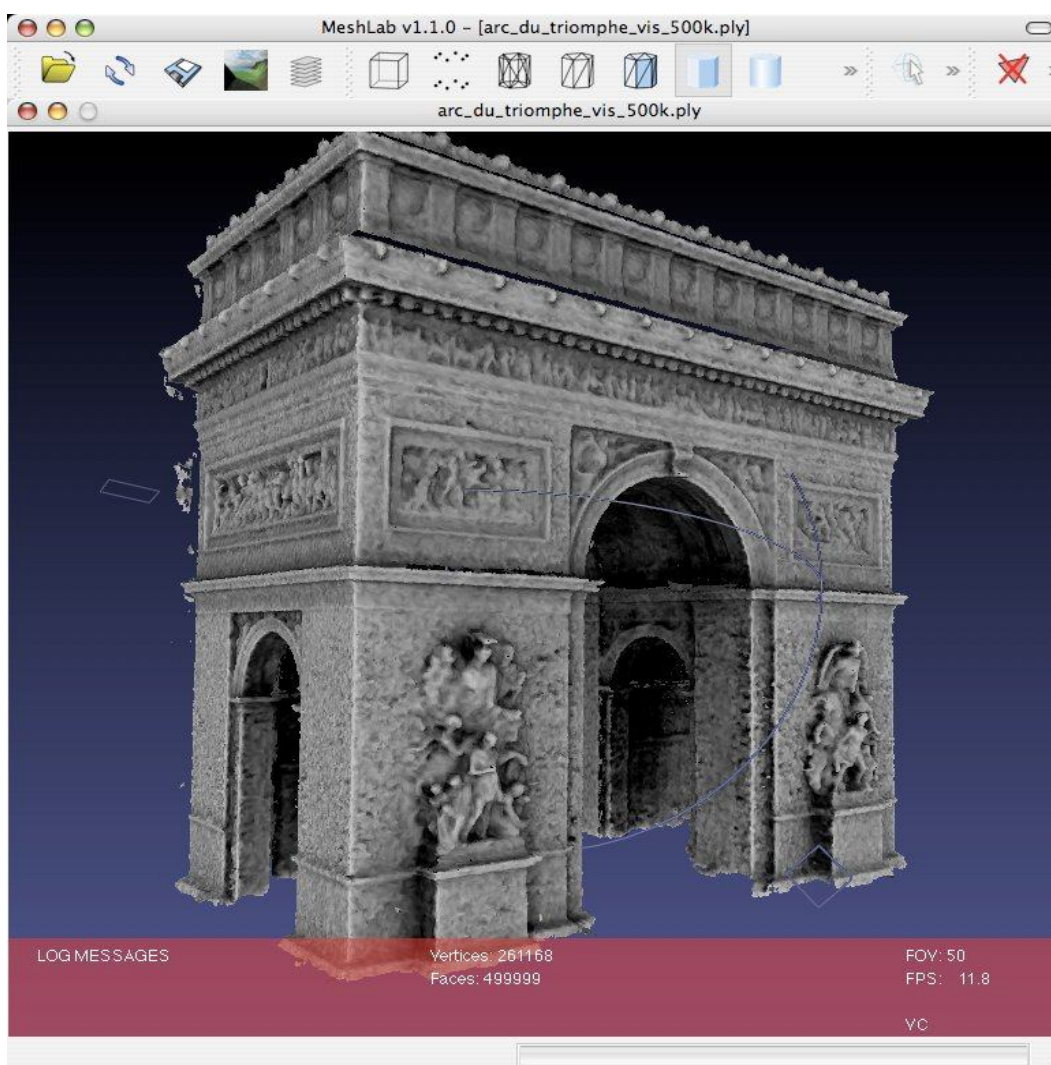 MeshLab v1.1.0 - [arc_du_triomphe_vis_500k.ply]
» » »
arc_du_triomphe_vis_500k.ply
LOG MESSAGES
Vertices: 261168
Faces: 499999
FOV: 50
FPS: 11.8
VC